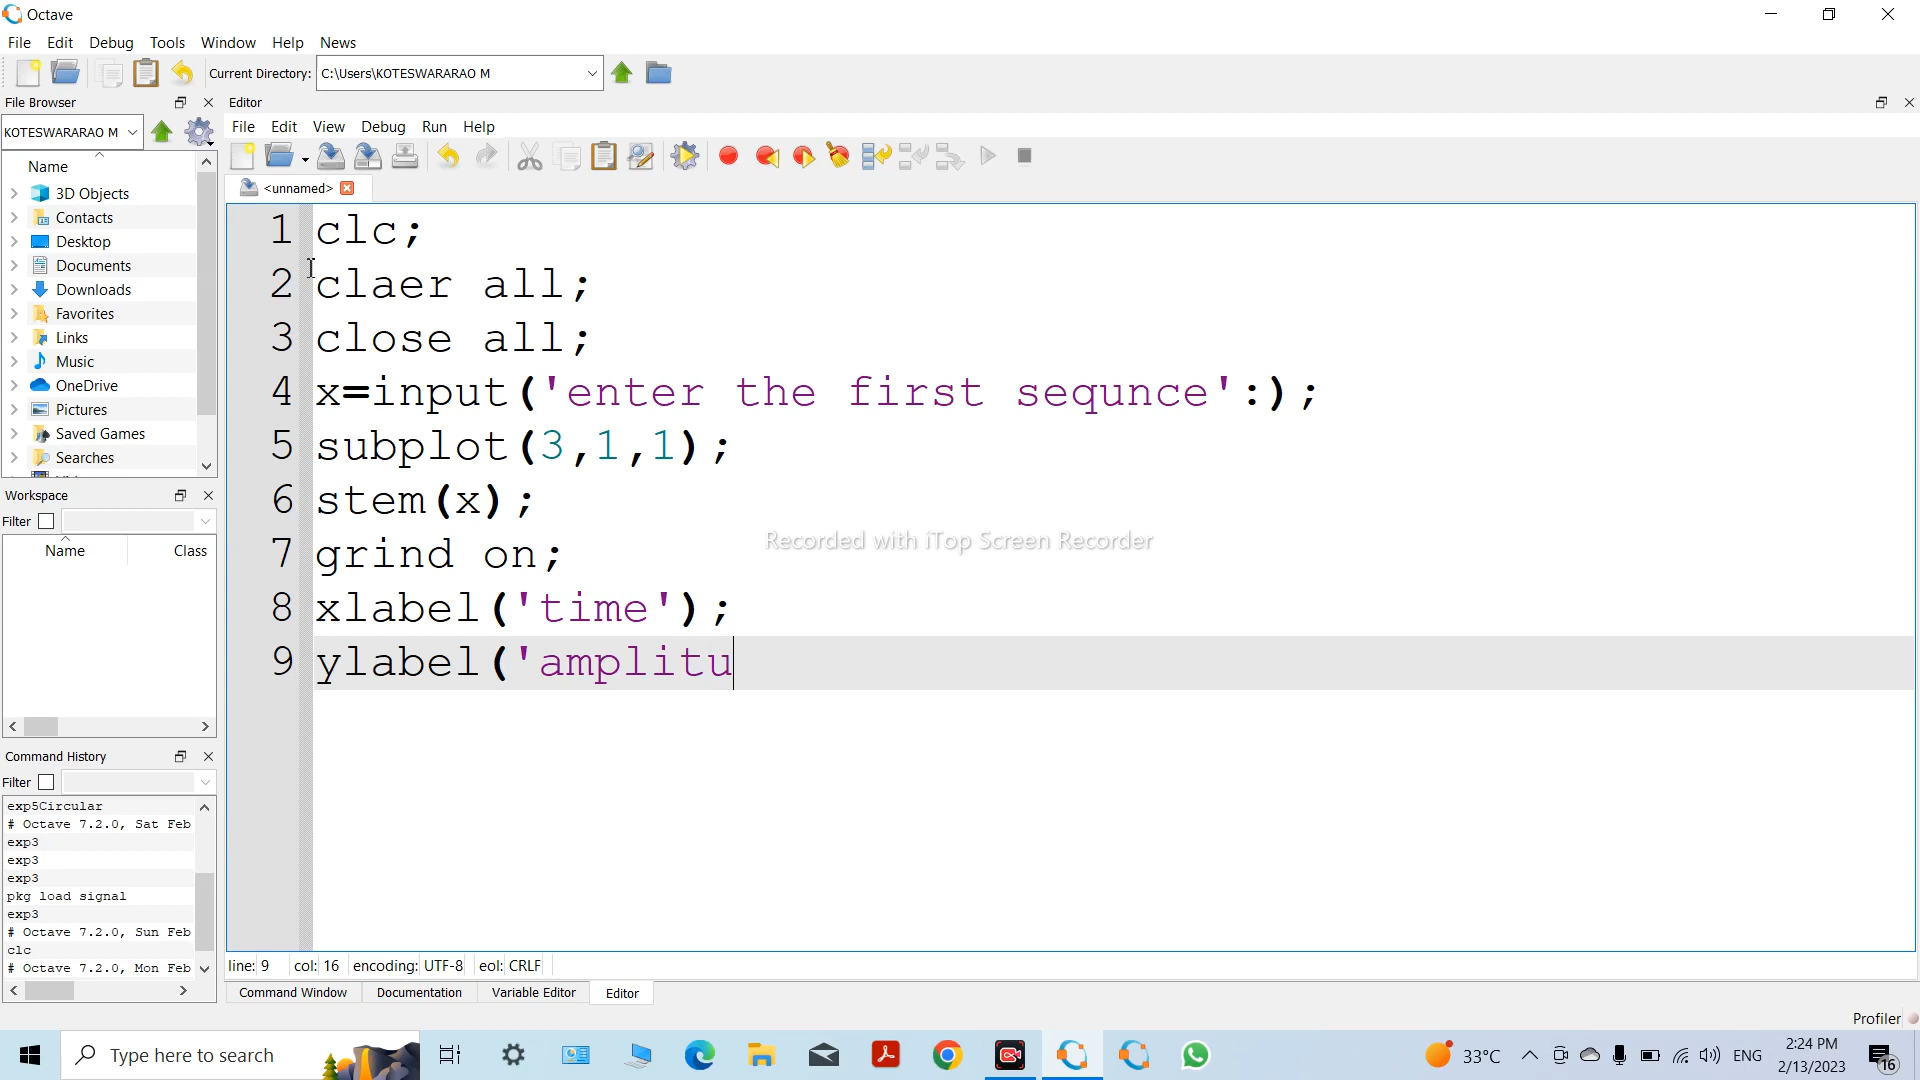 Octave
File Edit Debug Tools Window Help News
Current Directory: C:\Users\KOTESWARARAO M
File Browser
Editor
KOTESWARARAO M
File Edit View Debug Run Help
Name
<unnamed>
3D Objects
Contacts
Desktop
Documents
Downloads
Favorites
Links
Music
OneDrive
Pictures
Saved Games
Searches
1 clc;
2 claer all;
3 close all;
4 x=input('enter the first sequnce':);
5 subplot(3,1,1);
6 stem(x);
7 grind on;
8 xlabel('time');
9 ylabel('amplitu
Recorded with iTop Screen Recorder
Workspace
Filter
Name Class
Command History
Filter
exp5Circular
# Octave 7.2.0, Sat Feb
exp3
exp3
exp3
pkg load signal
exp3
# Octave 7.2.0, Sun Feb
clc
# Octave 7.2.0, Mon Feb
line: 9 col: 16 encoding: UTF-8 eol: CRLF
Command Window Documentation Variable Editor Editor
Profiler
Type here to search
33°C
ENG
2:24 PM
2/13/2023
16